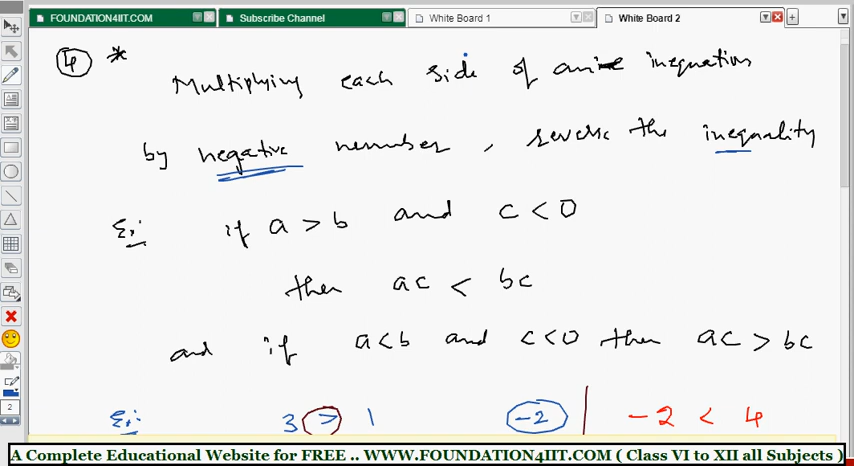 FOUNDATION4IIT.COM Subscribe Channel White Board 1 White Board 2
④ *
Multiplying each side of an inequation
by negative number, reverse the inequality
Ex: if a > b and c < 0
then ac < bc
and if a < b and c < 0 then ac > bc
Ex: 3 > 1 -2 | -2 < 4
2
A Complete Educational Website for FREE .. WWW.FOUNDATION4IIT.COM ( Class VI to XII all Subjects )